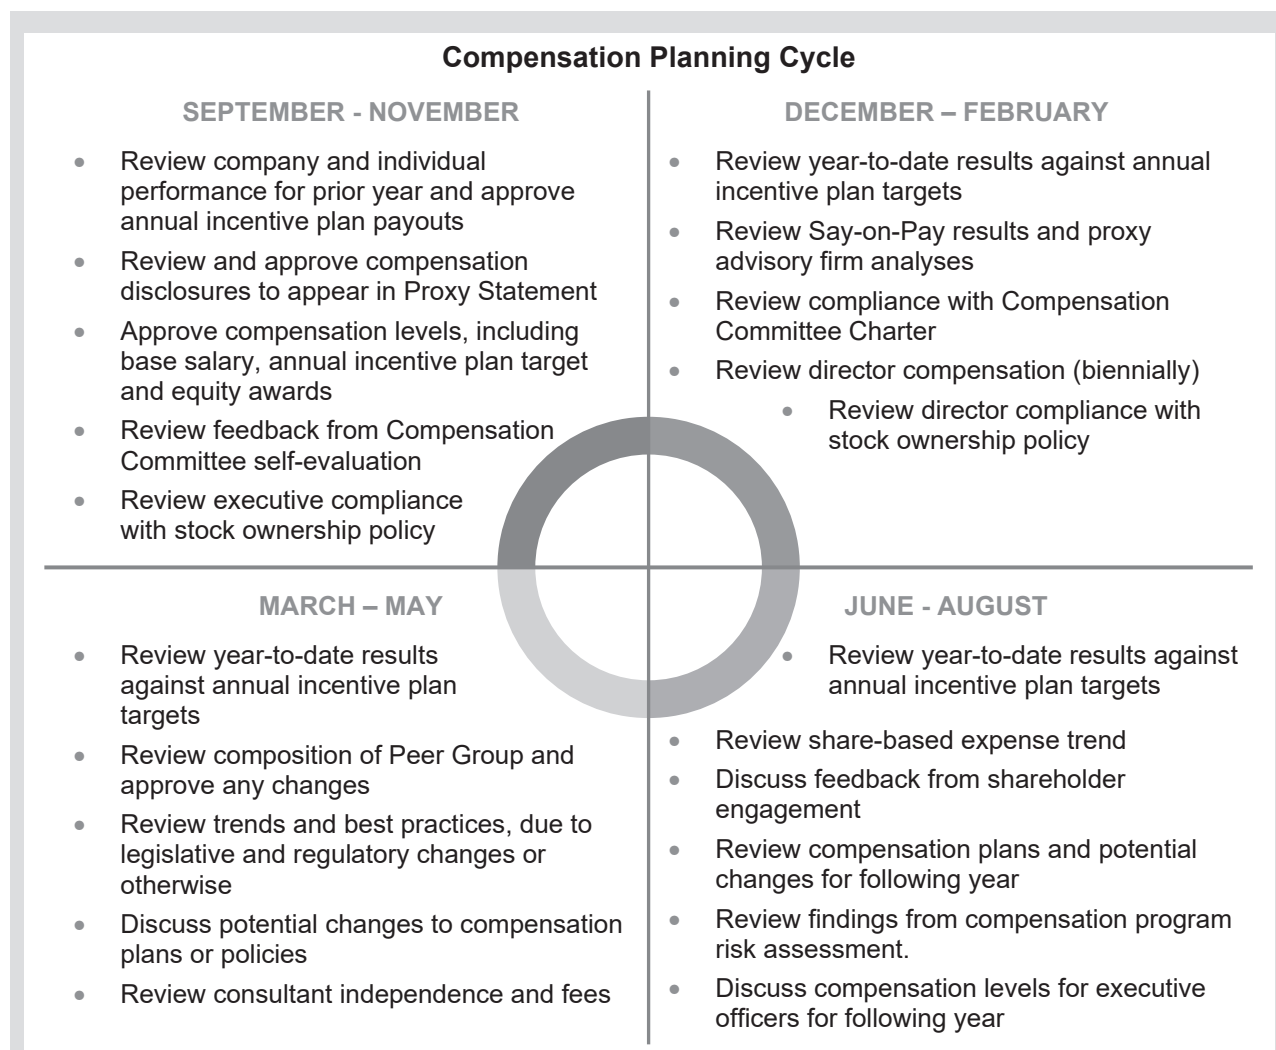 Compensation Planning Cycle
SEPTEMBER - NOVEMBER
• Review company and individual
performance for prior year and approve
annual incentive plan payouts
• Review and approve compensation
disclosures to appear in Proxy Statement
• Approve compensation levels, including
base salary, annual incentive plan target
and equity awards
• Review feedback from Compensation
Committee self-evaluation
• Review executive compliance
with stock ownership policy
DECEMBER – FEBRUARY
• Review year-to-date results against annual
incentive plan targets
• Review Say-on-Pay results and proxy
advisory firm analyses
• Review compliance with Compensation
Committee Charter
• Review director compensation (biennially)
• Review director compliance with
stock ownership policy
MARCH – MAY
• Review year-to-date results
against annual incentive plan
targets
• Review composition of Peer Group and
approve any changes
• Review trends and best practices, due to
legislative and regulatory changes or
otherwise
• Discuss potential changes to compensation
plans or policies
• Review consultant independence and fees
JUNE - AUGUST
• Review year-to-date results against
annual incentive plan targets
• Review share-based expense trend
• Discuss feedback from shareholder
engagement
• Review compensation plans and potential
changes for following year
• Review findings from compensation program
risk assessment.
• Discuss compensation levels for executive
officers for following year